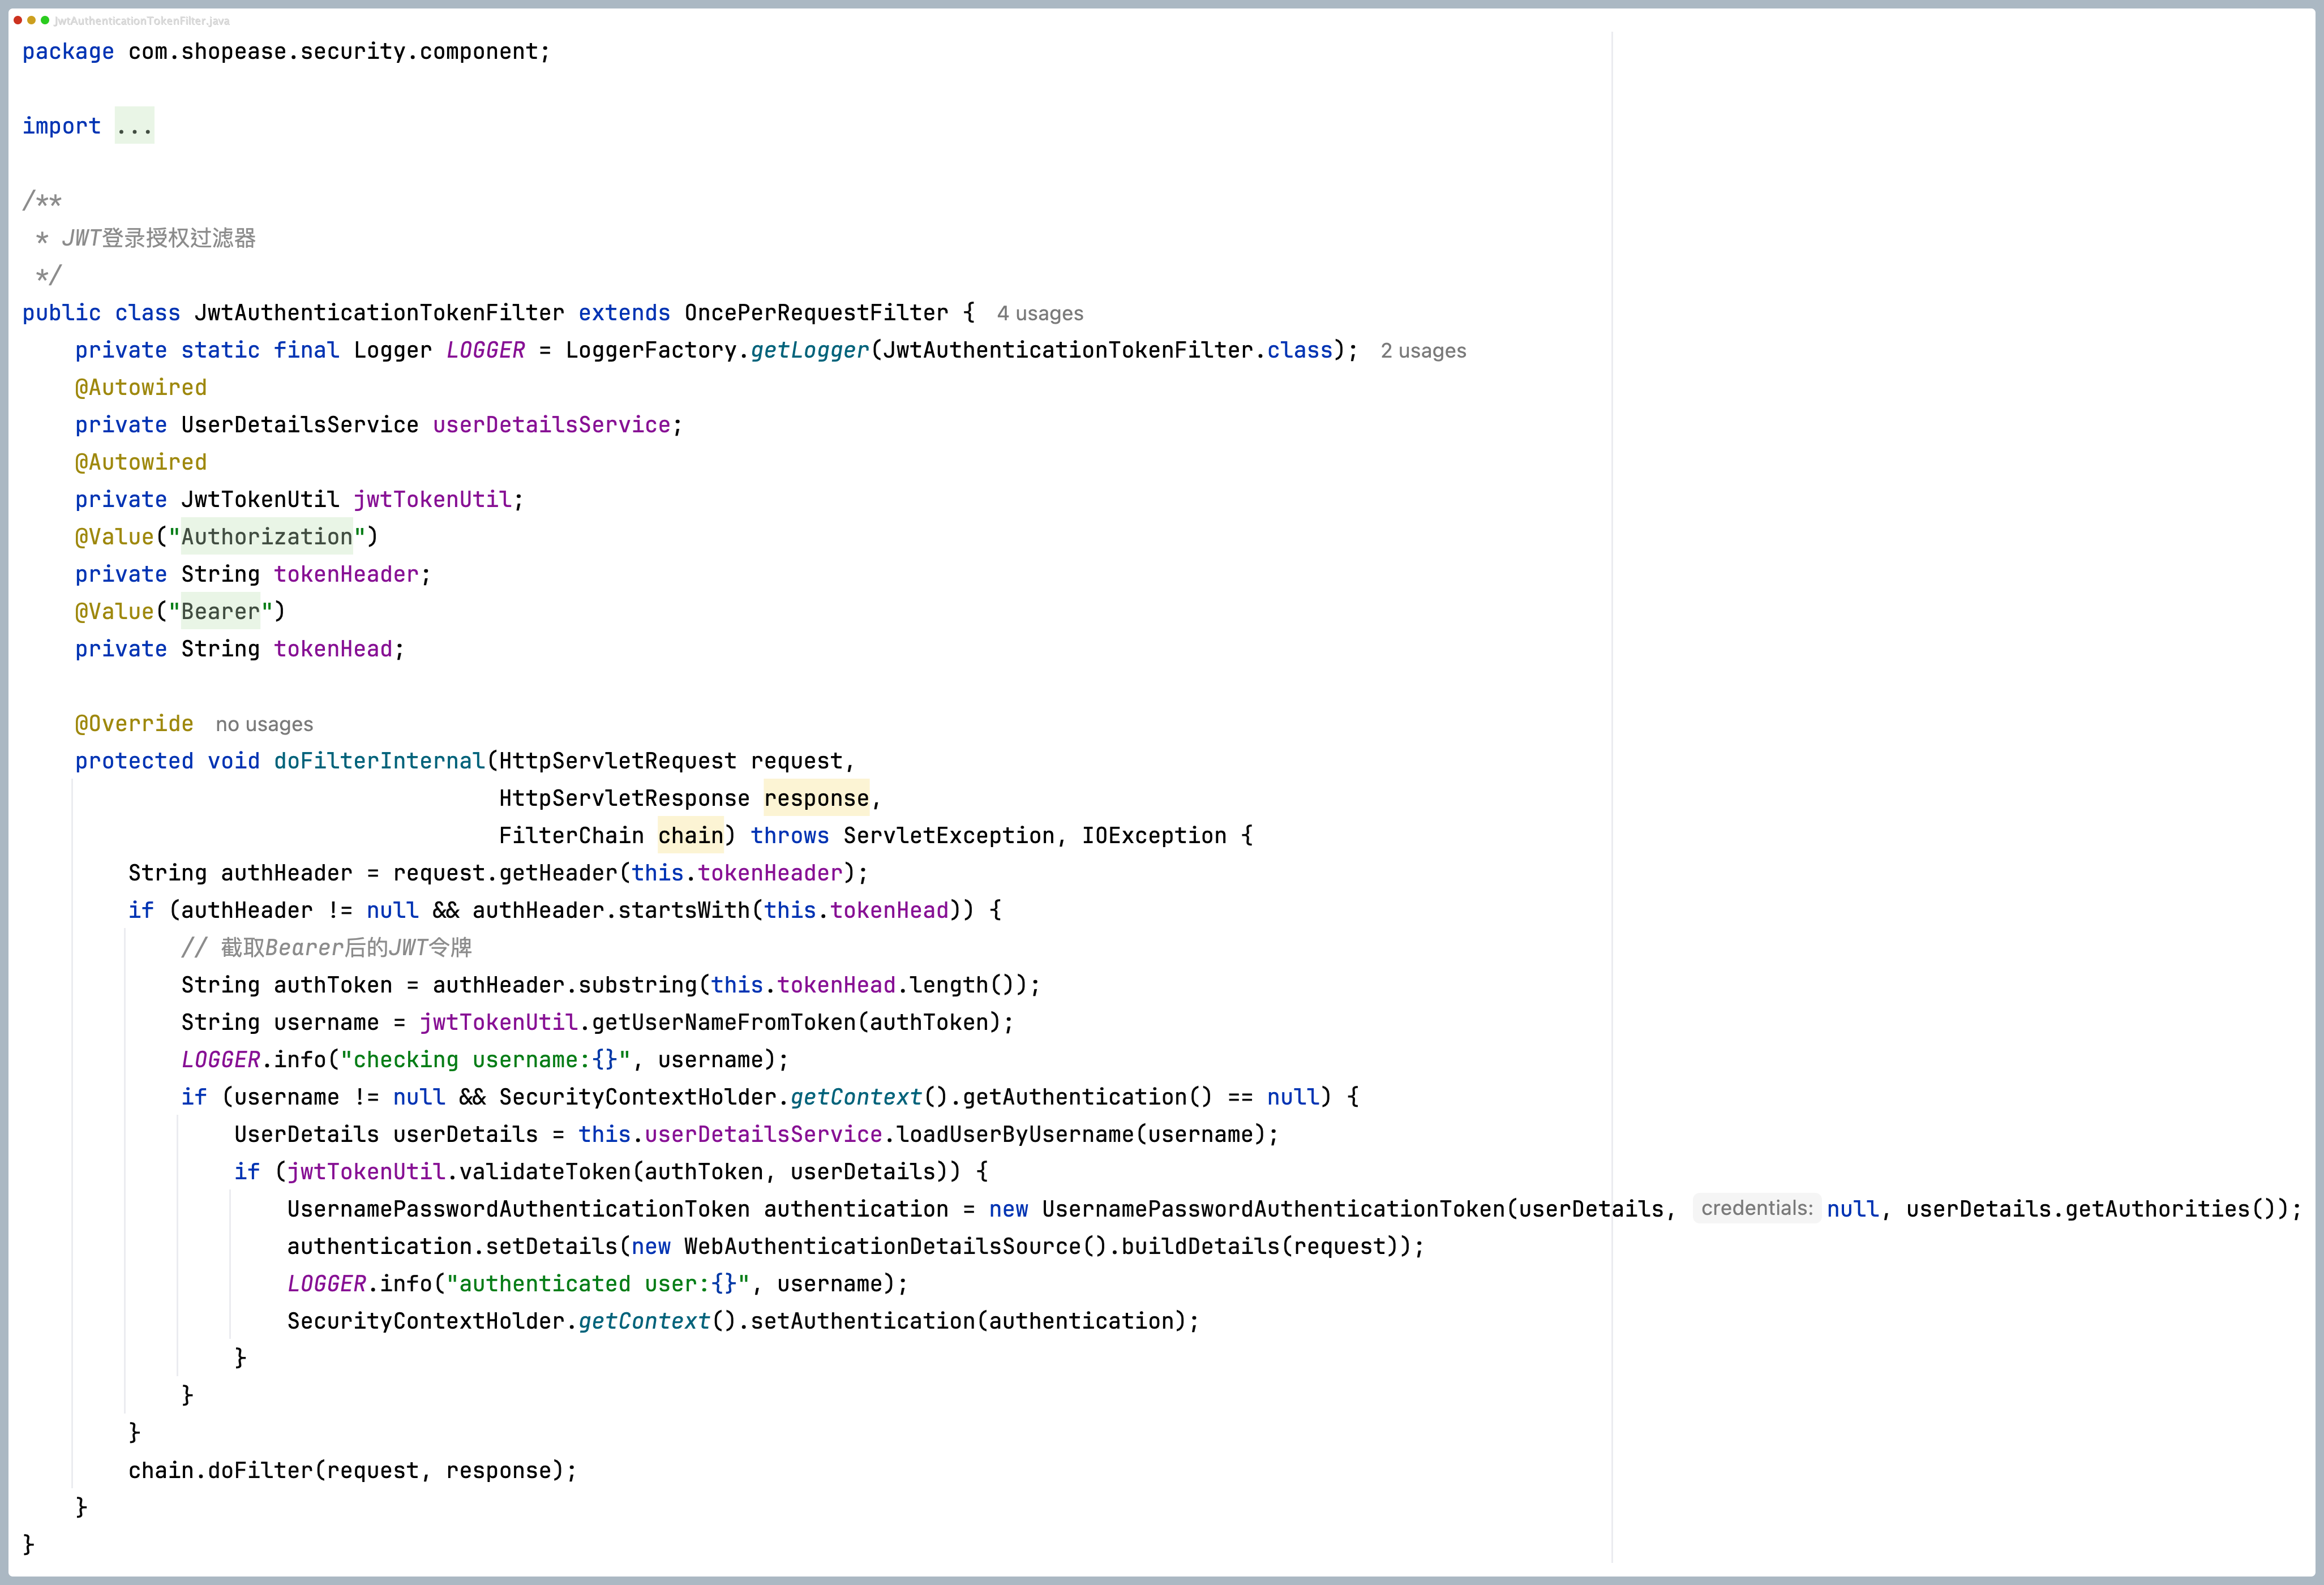 JwtAuthenticationTokenFilter.java
package com.shopease.security.component;
import ...
/**
 * JWT登录授权过滤器
 */
public class JwtAuthenticationTokenFilter extends OncePerRequestFilter { 4 usages
    private static final Logger LOGGER = LoggerFactory.getLogger(JwtAuthenticationTokenFilter.class); 2 usages
    @Autowired
    private UserDetailsService userDetailsService;
    @Autowired
    private JwtTokenUtil jwtTokenUtil;
    @Value("Authorization")
    private String tokenHeader;
    @Value("Bearer")
    private String tokenHead;
    @Override no usages
    protected void doFilterInternal(HttpServletRequest request,
                                    HttpServletResponse response,
                                    FilterChain chain) throws ServletException, IOException {
        String authHeader = request.getHeader(this.tokenHeader);
        if (authHeader != null && authHeader.startsWith(this.tokenHead)) {
            // 截取Bearer后的JWT令牌
            String authToken = authHeader.substring(this.tokenHead.length());
            String username = jwtTokenUtil.getUserNameFromToken(authToken);
            LOGGER.info("checking username:{}", username);
            if (username != null && SecurityContextHolder.getContext().getAuthentication() == null) {
                UserDetails userDetails = this.userDetailsService.loadUserByUsername(username);
                if (jwtTokenUtil.validateToken(authToken, userDetails)) {
                    UsernamePasswordAuthenticationToken authentication = new UsernamePasswordAuthenticationToken(userDetails, credentials: null, userDetails.getAuthorities());
                    authentication.setDetails(new WebAuthenticationDetailsSource().buildDetails(request));
                    LOGGER.info("authenticated user:{}", username);
                    SecurityContextHolder.getContext().setAuthentication(authentication);
                }
            }
        }
        chain.doFilter(request, response);
    }
}